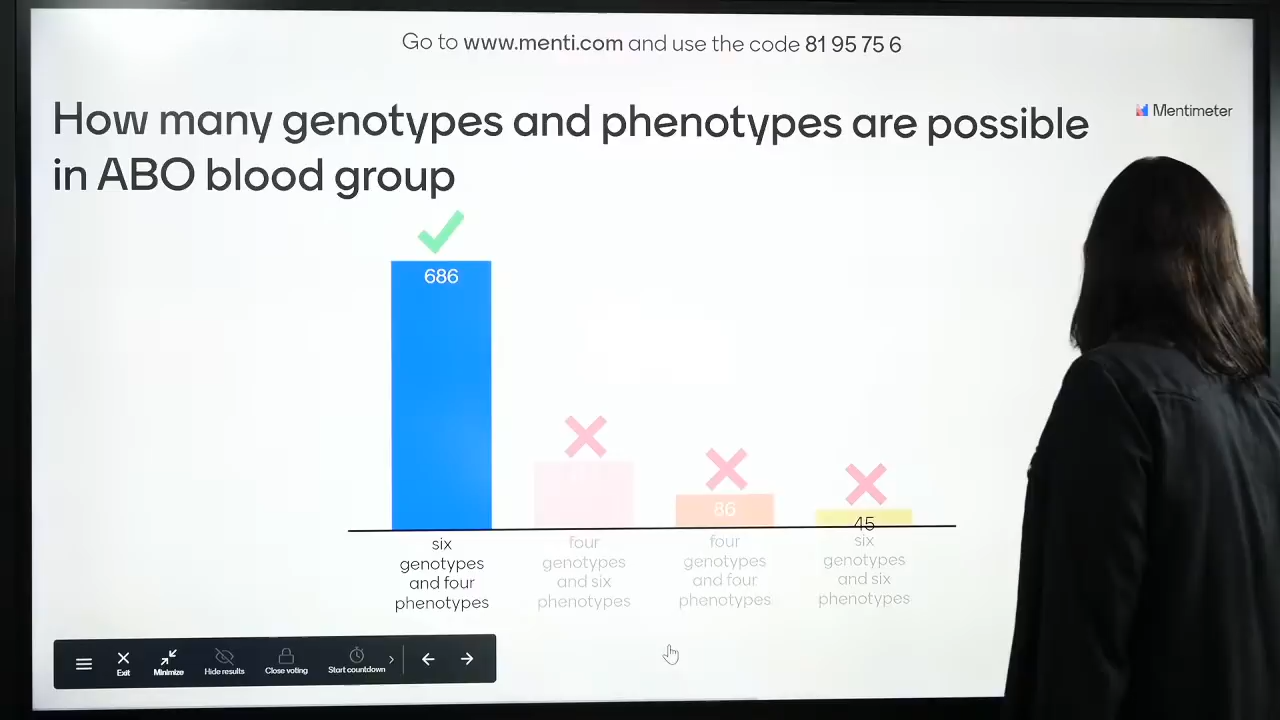 Go to www.menti.com and use the code 81 95 75 6
Mentimeter
How many genotypes and phenotypes are possible
in ABO blood group
686
86
45
six
genotypes
and four
phenotypes
four
genotypes
and six
phenotypes
four
genotypes
and four
phenotypes
six
genotypes
and six
phenotypes
Exit
Minimize
Hide results
Close voting
Start countdown